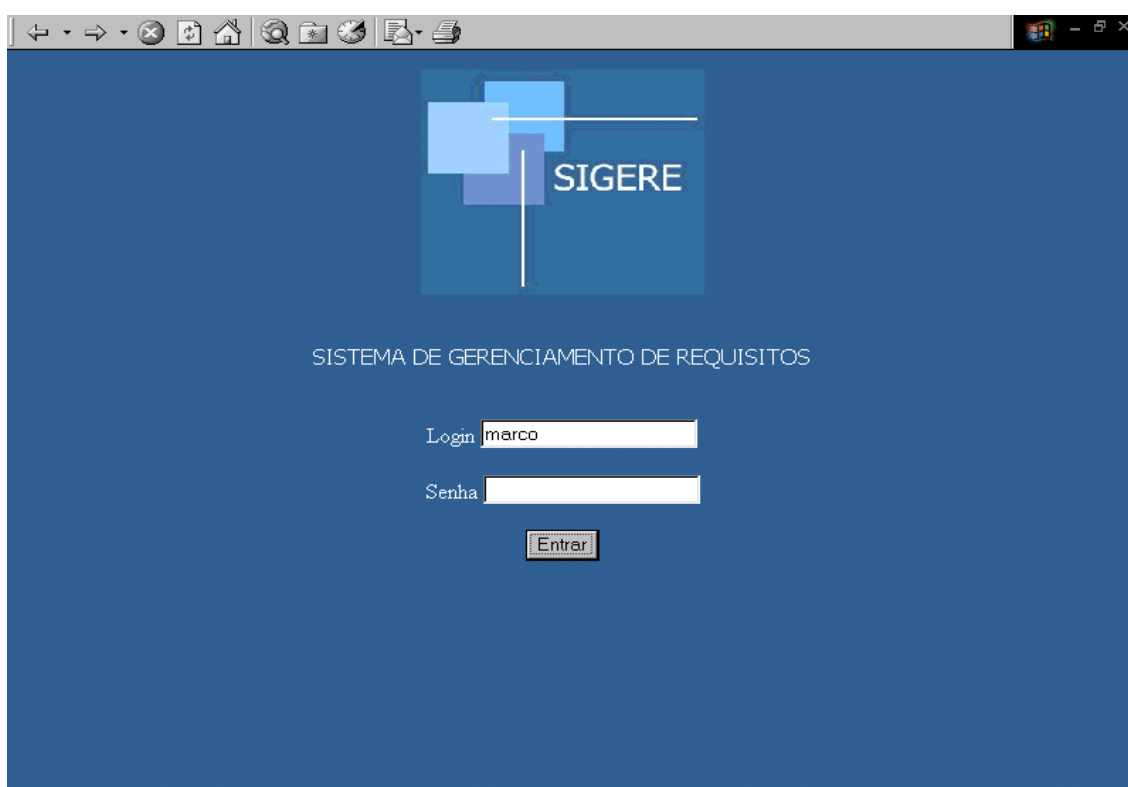 SIGERE
SISTEMA DE GERENCIAMENTO DE REQUISITOS
Login marco
Senha
Entrar